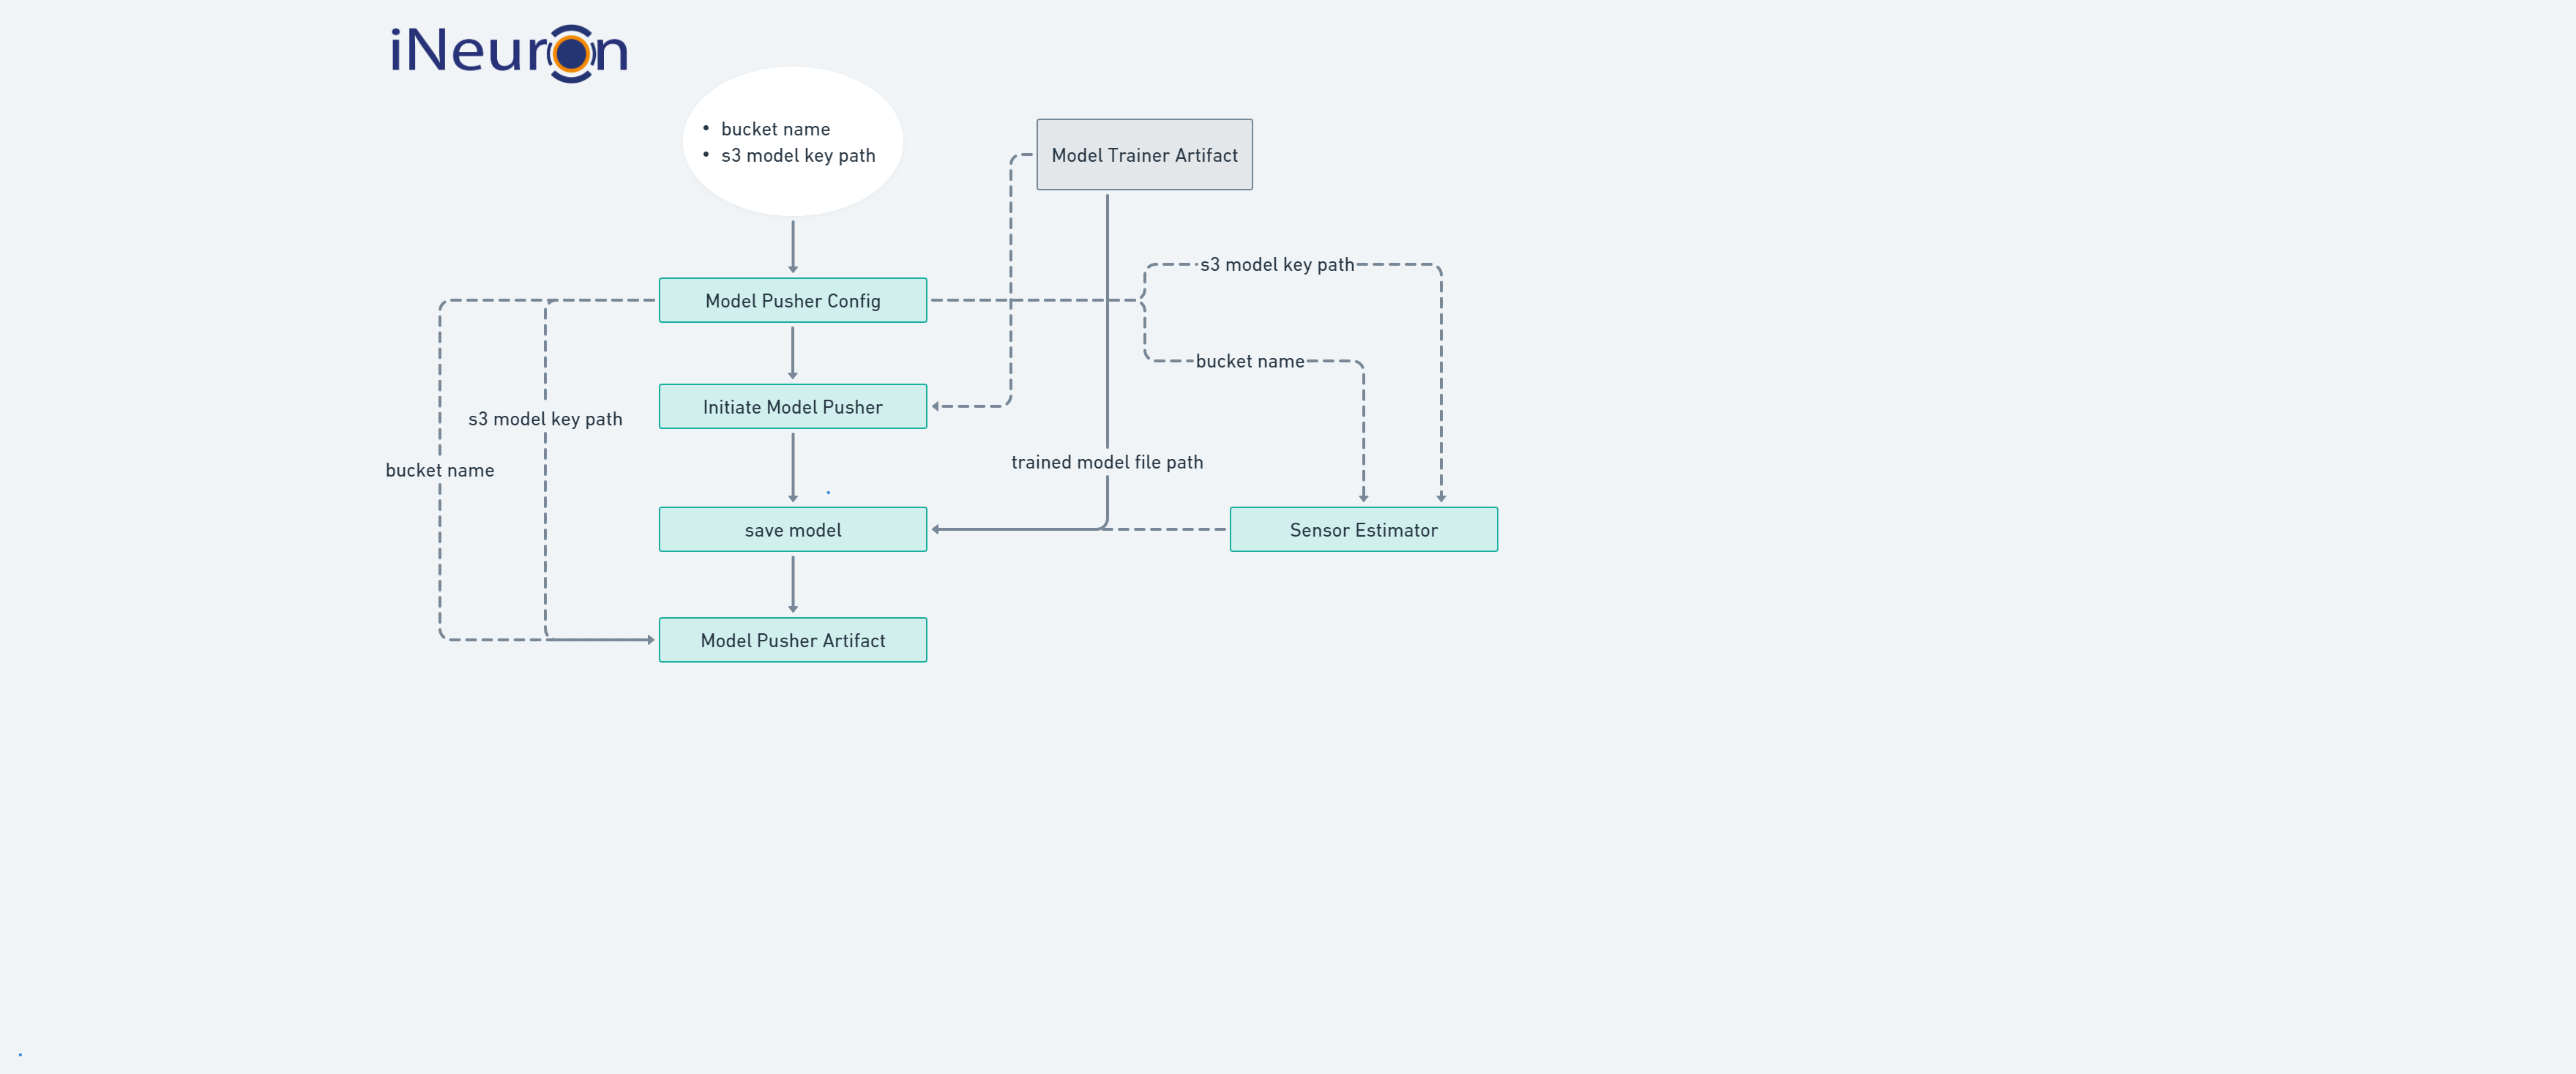 iNeuron
• bucket name
• s3 model key path
Model Trainer Artifact
s3 model key path
Model Pusher Config
bucket name
Initiate Model Pusher
s3 model key path
trained model file path
bucket name
save model
Sensor Estimator
Model Pusher Artifact